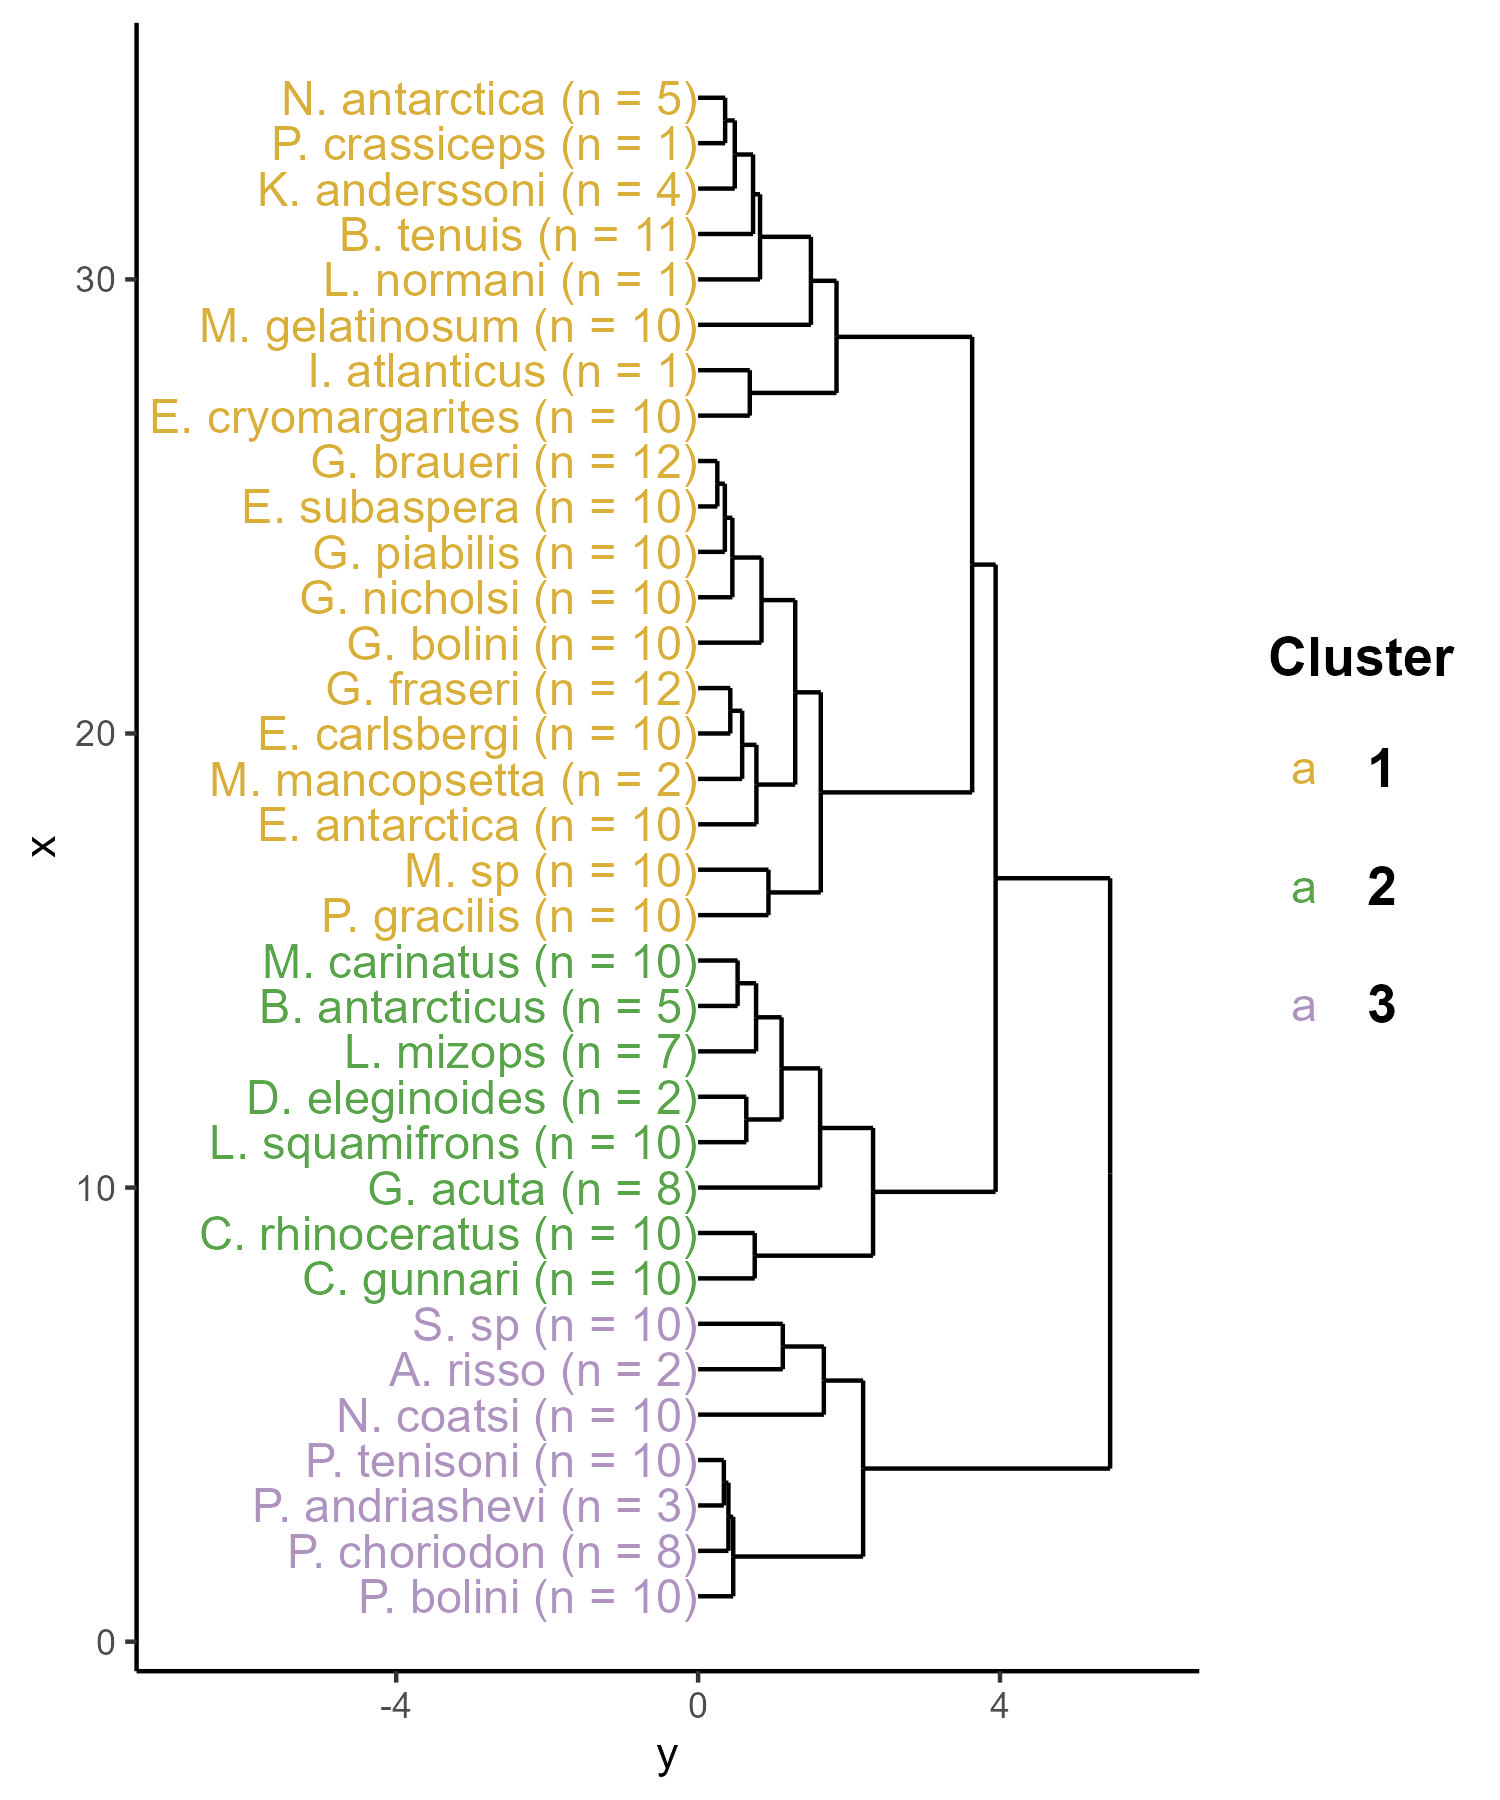 N. antarctica (n = 5)
P. crassiceps (n = 1)
K. anderssoni (n = 4)
B. tenuis (n = 11)
L. normani (n = 1)
M. gelatinosum (n = 10)
I. atlanticus (n = 1)
E. cryomargarites (n = 10)
G. braueri (n = 12)
E. subaspera (n = 10)
G. piabilis (n = 10)
G. nicholsi (n = 10)
G. bolini (n = 10)
G. fraseri (n = 12)
E. carlsbergi (n = 10)
M. mancopsetta (n = 2)
E. antarctica (n = 10)
M. sp (n = 10)
P. gracilis (n = 10)
M. carinatus (n = 10)
B. antarcticus (n = 5)
L. mizops (n = 7)
D. eleginoides (n = 2)
L. squamifrons (n = 10)
G. acuta (n = 8)
C. rhinoceratus (n = 10)
C. gunnari (n = 10)
S. sp (n = 10)
A. risso (n = 2)
N. coatsi (n = 10)
P. tenisoni (n = 10)
P. andriashevi (n = 3)
P. choriodon (n = 8)
P. bolini (n = 10)
30
20
10
0
x
-4 0 4
y
Cluster
a 1
a 2
a 3